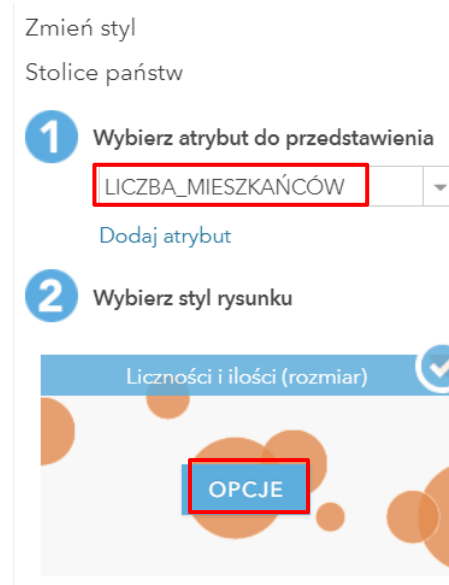 Zmień styl
Stolice państw
1 Wybierz atrybut do przedstawienia
LICZBA_MIESZKAŃCÓW
Dodaj atrybut
2 Wybierz styl rysunku
Liczności i ilości (rozmiar)
OPCJE